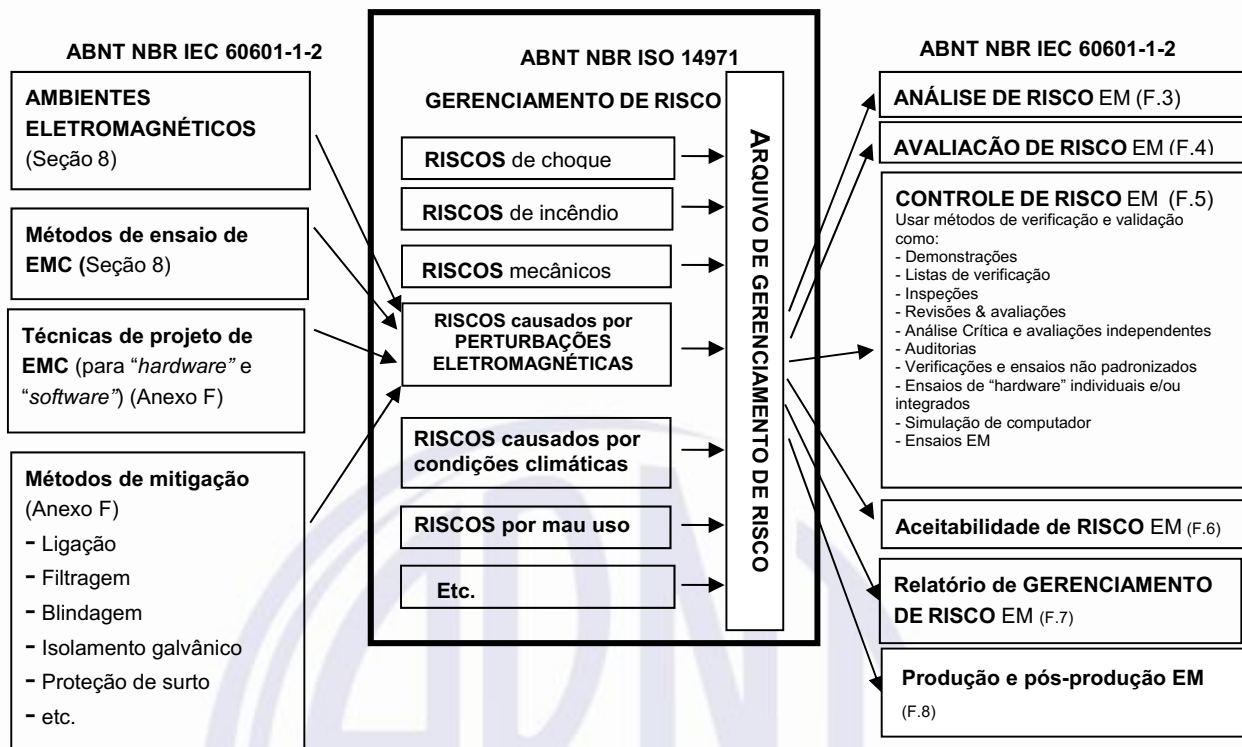 ABNT NBR IEC 60601-1-2
AMBIENTES
ELETROMAGNÉTICOS
(Seção 8)
Métodos de ensaio de
EMC (Seção 8)
Técnicas de projeto de
EMC (para “hardware” e
“software”) (Anexo F)
Métodos de mitigação
(Anexo F)
- Ligação
- Filtragem
- Blindagem
- Isolamento galvânico
- Proteção de surto
- etc.
ABNT NBR ISO 14971
GERENCIAMENTO DE RISCO
RISCOS de choque
RISCOS de incêndio
RISCOS mecânicos
RISCOS causados por
PERTURBAÇÕES
ELETROMAGNÉTICAS
RISCOS causados por
condições climáticas
RISCOS por mau uso
Etc.
ARQUIVO DE GERENCIAMENTO DE RISCO
ABNT NBR IEC 60601-1-2
ANÁLISE DE RISCO EM (F.3)
AVALIACÃO DE RISCO EM (F.4)
CONTROLE DE RISCO EM (F.5)
Usar métodos de verificação e validação
como:
- Demonstrações
- Listas de verificação
- Inspeções
- Revisões & avaliações
- Análise Crítica e avaliações independentes
- Auditorias
- Verificações e ensaios não padronizados
- Ensaios de “hardware” individuais e/ou
integrados
- Simulação de computador
- Ensaios EM
Aceitabilidade de RISCO EM (F.6)
Relatório de GERENCIAMENTO
DE RISCO EM (F.7)
Produção e pós-produção EM
(F.8)